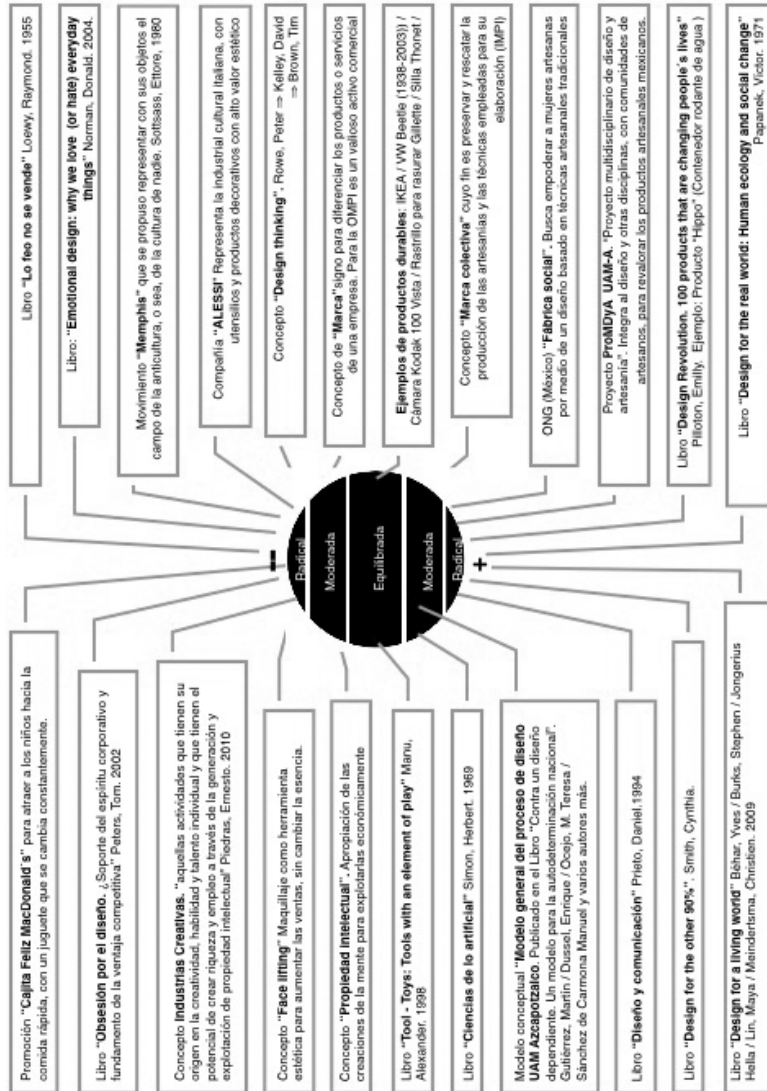 Promoción "Cajita Feliz MacDonald´s" para atraer a los niños hacia la
comida rápida, con un juguete que se cambia constantemente.
Libro "Obsesión por el diseño. ¿Soporte del espíritu corporativo y
fundamento de la ventaja competitiva" Peters, Tom. 2002
Concepto Industrias Creativas. "aquellas actividades que tienen su
origen en la creatividad, habilidad y talento individual y que tienen el
potencial de crear riqueza y empleo a través de la generación y
explotación de propiedad intelectual" Piedras, Ernesto. 2010
Concepto "Face lifting" Maquillaje como herramienta
estética para aumentar las ventas, sin cambiar la esencia.
Concepto "Propiedad intelectual". Apropiación de las
creaciones de la mente para explotarlas económicamente
Libro "Tool - Toys: Tools with an element of play" Manu,
Alexander. 1998
Libro "Ciencias de lo artificial" Simon, Herbert. 1969
Modelo conceptual "Modelo general del proceso de diseño
UAM Azcapotzalco. Publicado en el Libro "Contra un diseño
dependiente. Un modelo para la autodeterminación nacional".
Gutiérrez, Martín / Dussel, Enrique / Ocejo, M. Teresa /
Sánchez de Carmona Manuel y varios autores más.
Libro "Diseño y comunicación" Prieto, Daniel.1994
Libro "Design for the other 90%". Smith, Cynthia.
Libro "Design for a living world" Béhar, Yves / Burks, Stephen / Jongerius
Hella / Lin, Maya / Meindertsma, Christien. 2009
–
Radical
Moderada
Equilibrada
Moderada
Radical
+
Libro "Lo feo no se vende" Loewy, Raymond. 1955
Libro: "Emotional design: why we love (or hate) everyday
things" Norman, Donald. 2004.
Movimiento "Memphis" que se propuso representar con sus objetos el
campo de la anticultura, o sea, de la cultura de nadie. Sottsass, Ettore, 1980
Compañía "ALESSI" Representa la industrial cultural italiana, con
utensilios y productos decorativos con alto valor estético
Concepto "Design thinking", Rowe, Peter ⇒ Kelley, David
⇒ Brown, Tim
Concepto de "Marca"signo para diferenciar los productos o servicios
de una empresa. Para la OMPI es un valioso activo comercial
Ejemplos de productos durables: IKEA / VW Beetle (1938-2003)) /
Cámara Kodak 100 Vista / Rastrillo para rasurar Gillette / Silla Thonet /
Concepto "Marca colectiva" cuyo fin es preservar y rescatar la
producción de las artesanías y las técnicas empleadas para su
elaboración (IMPI)
ONG (México) "Fábrica social". Busca empoderar a mujeres artesanas
por medio de un diseño basado en técnicas artesanales tradicionales
Proyecto ProMDyA UAM-A. "Proyecto multidisciplinario de diseño y
artesanía". Integra al diseño y otras disciplinas, con comunidades de
artesanos, para revalorar los productos artesanales mexicanos.
Libro "Design Revolution. 100 products that are changing people´s lives"
Pilloton, Emilly. Ejemplo: Producto "Hippo" (Contenedor rodante de agua )
Libro "Design for the real world: Human ecology and social change"
Papanek, Víctor. 1971